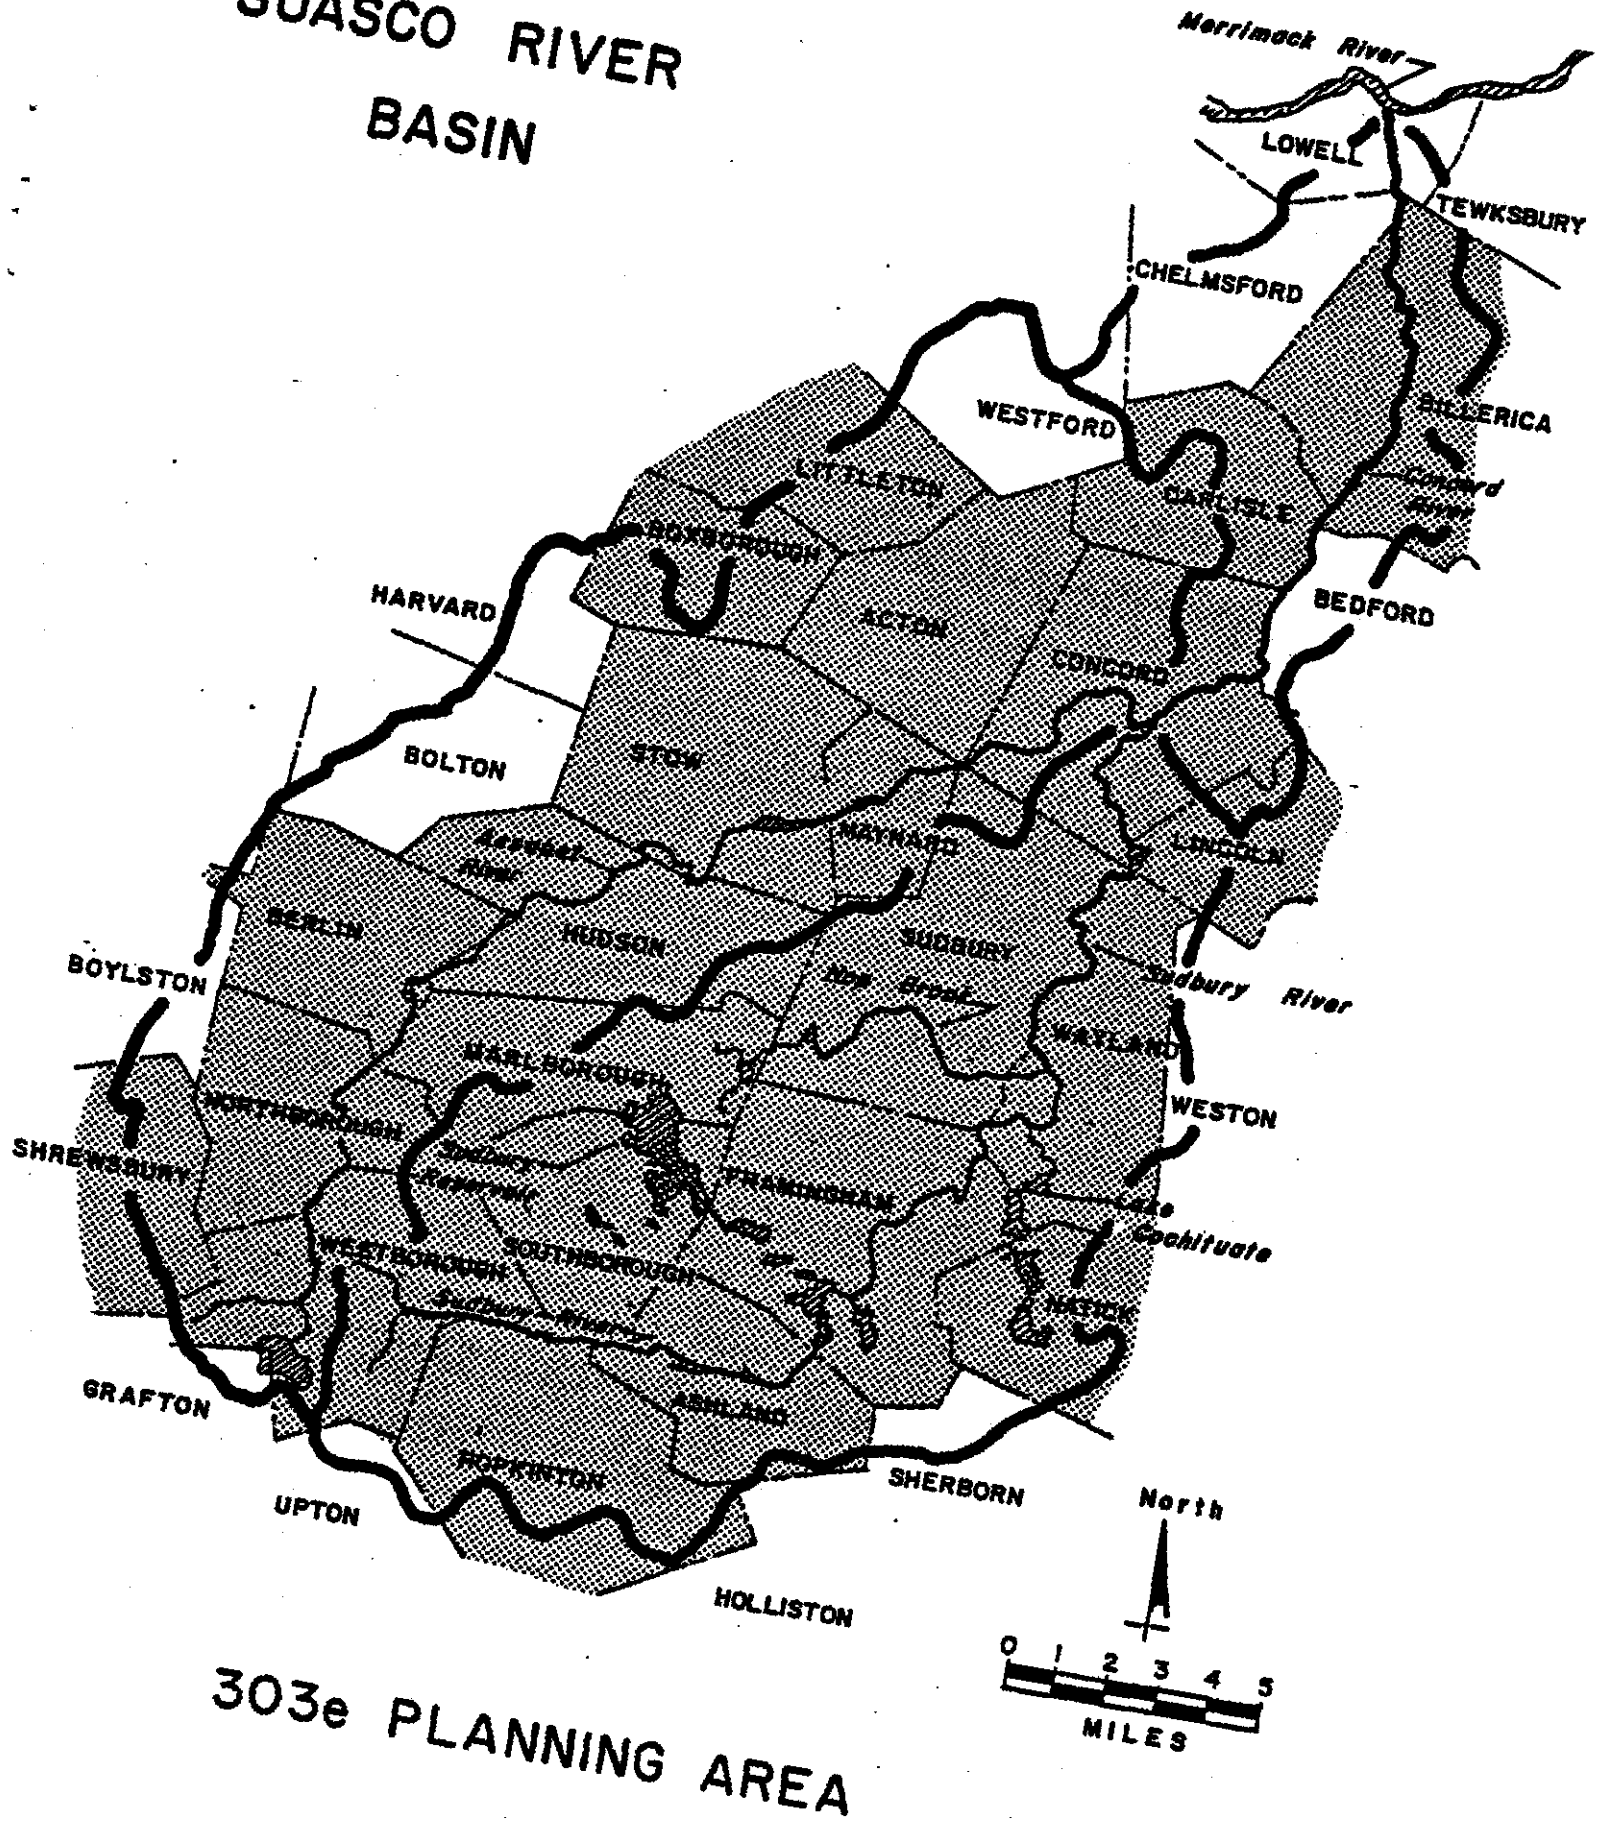 SUASCO RIVER
BASIN
Merrimack River
LOWELL
TEWKSBURY
CHELMSFORD
WESTFORD
BILLERICA
LITTLETON
CARLISLE
Concord
River
BOXBOROUGH
HARVARD
ACTON
BEDFORD
CONCORD
STOW
BOLTON
MAYNARD
LINCOLN
Assabet
River
BERLIN
HUDSON
SUDBURY
BOYLSTON
Hop Brook
Sudbury River
WAYLAND
MARLBOROUGH
WESTON
NORTHBOROUGH
SHREWSBURY
Sudbury
Reservoir
FRAMINGHAM
Lake
Cochituate
WESTBOROUGH
SOUTHBOROUGH
Sudbury River
NATICK
GRAFTON
ASHLAND
HOPKINTON
SHERBORN
UPTON
North
HOLLISTON
0 1 2 3 4 5
MILES
303e PLANNING AREA